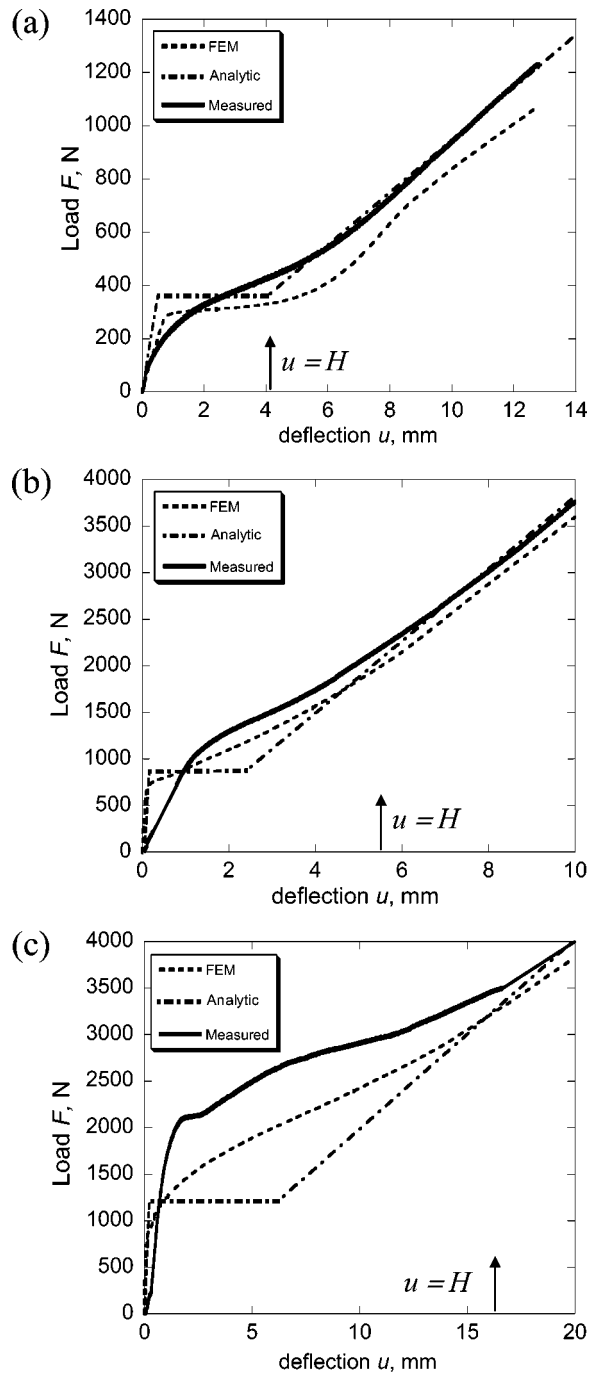 (a)
1400
1200
1000
800
600
400
200
0
Load F, N
FEM
Analytic
Measured
u = H
0 2 4 6 8 10 12 14
deflection u, mm
(b)
4000
3500
3000
2500
2000
1500
1000
500
0
Load F, N
FEM
Analytic
Measured
u = H
0 2 4 6 8 10
deflection u, mm
(c)
4000
3500
3000
2500
2000
1500
1000
500
0
Load F, N
FEM
Analytic
Measured
u = H
0 5 10 15 20
deflection u, mm